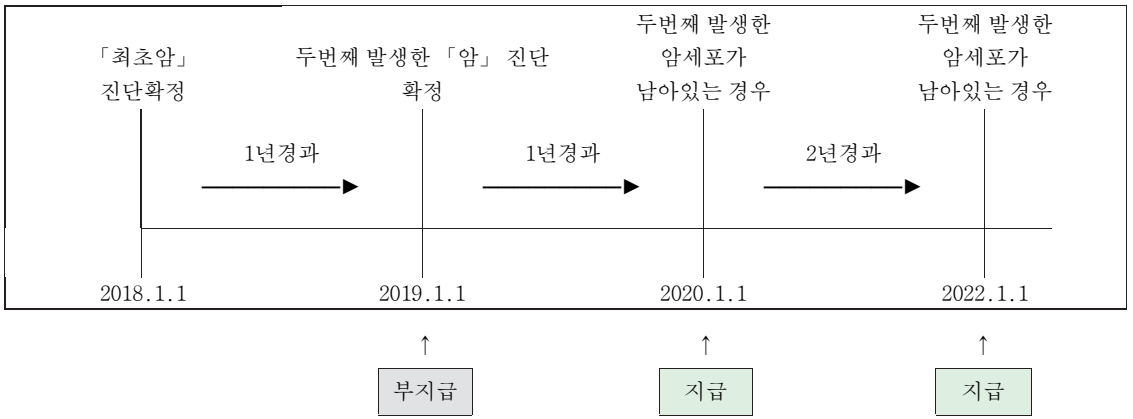 「최초암」
진단확정
두번째 발생한 「암」 진단
확정
두번째 발생한
암세포가
남아있는 경우
두번째 발생한
암세포가
남아있는 경우
1년경과
1년경과
2년경과
2018.1.1
2019.1.1
2020.1.1
2022.1.1
↑
↑
↑
부지급
지급
지급